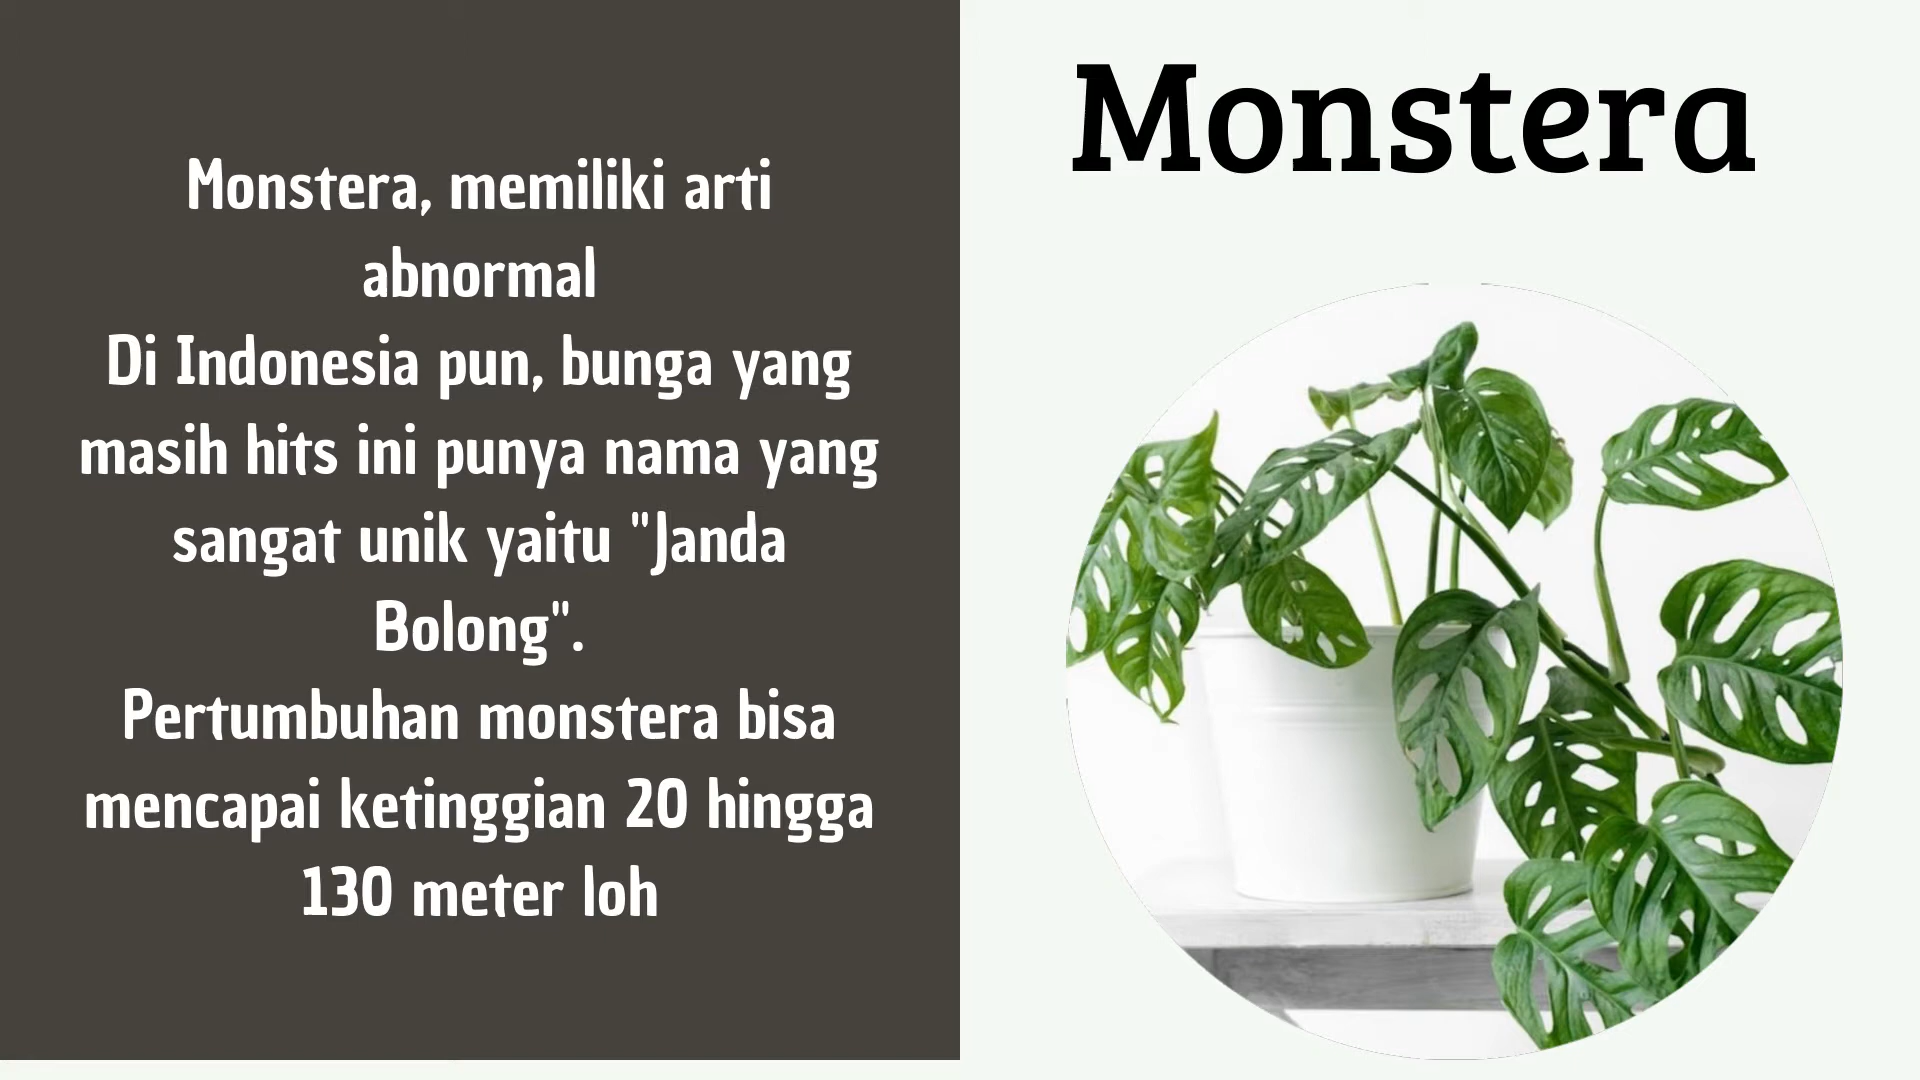 Monstera
Monstera, memiliki arti
abnormal
Di Indonesia pun, bunga yang
masih hits ini punya nama yang
sangat unik yaitu "Janda
Bolong".
Pertumbuhan monstera bisa
mencapai ketinggian 20 hingga
130 meter loh